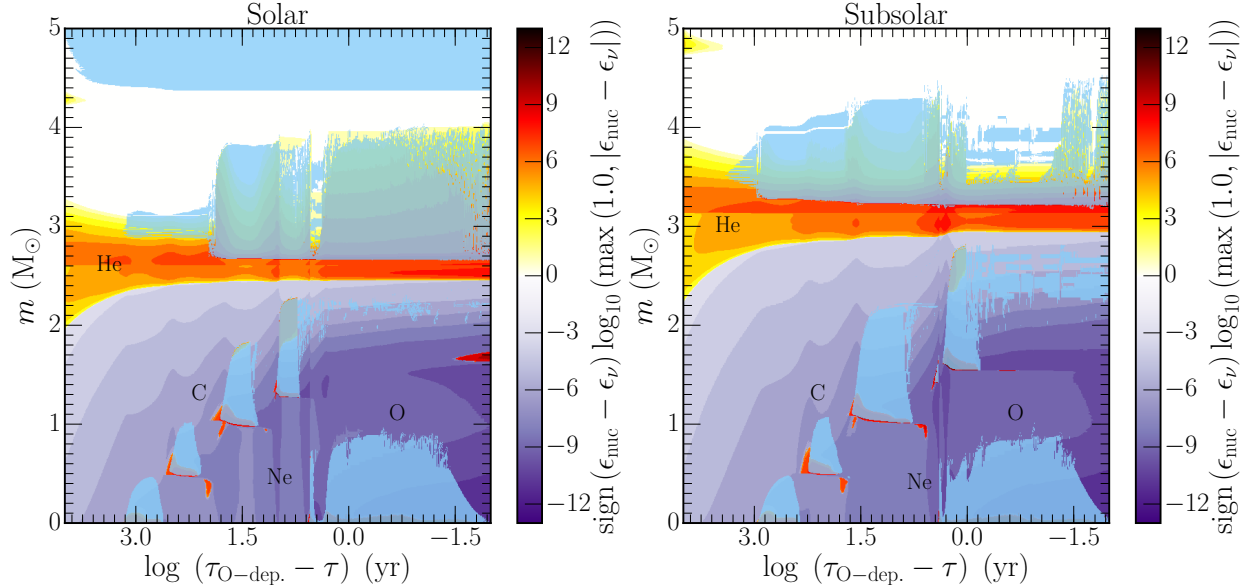 Solar
5
4
3
2
1
0
m (M⊙)
He
C
Ne
O
3.0 1.5 0.0 −1.5
log (τO−dep. − τ) (yr)
12
9
6
3
0
−3
−6
−9
−12
sign (ϵnuc − ϵν) log10 (max (1.0, |ϵnuc − ϵν|))
Subsolar
5
4
3
2
1
0
m (M⊙)
He
C
Ne
O
3.0 1.5 0.0 −1.5
log (τO−dep. − τ) (yr)
12
9
6
3
0
−3
−6
−9
−12
sign (ϵnuc − ϵν) log10 (max (1.0, |ϵnuc − ϵν|))